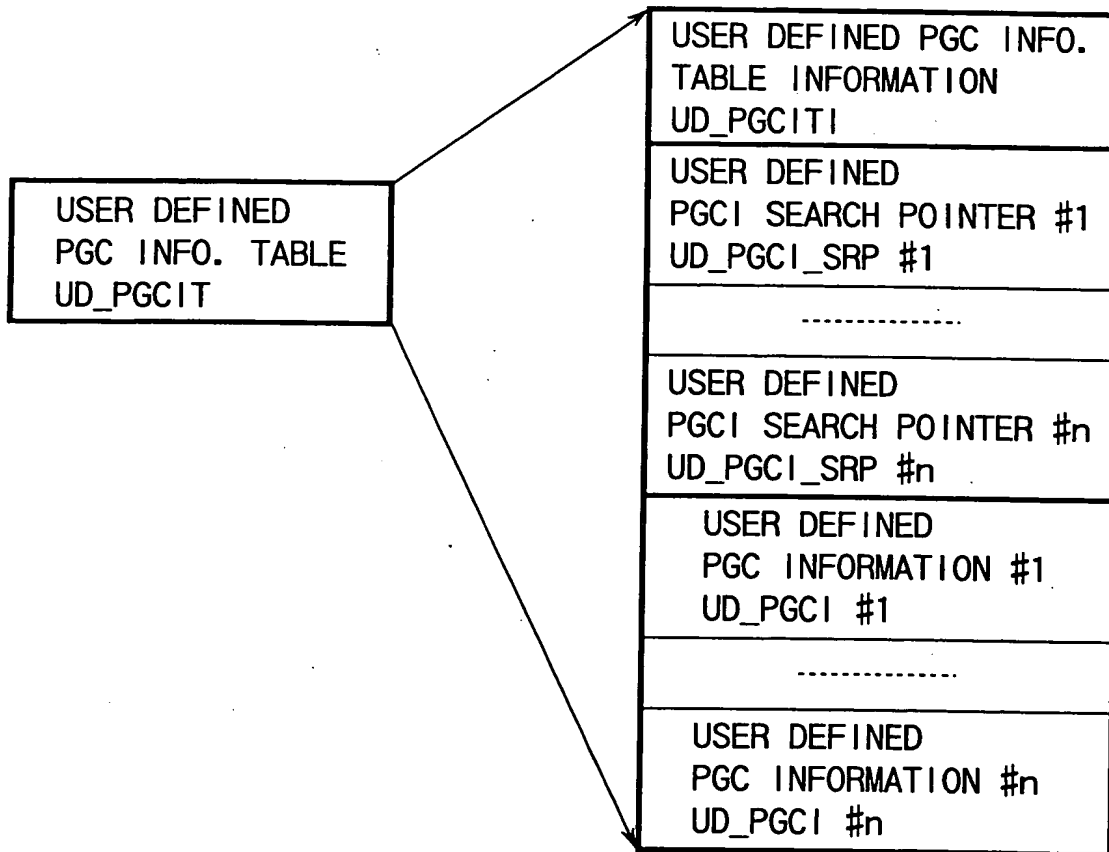 USER DEFINED
PGC INFO. TABLE
UD_PGCIT
USER DEFINED PGC INFO.
TABLE INFORMATION
UD_PGCITI
USER DEFINED
PGCI SEARCH POINTER #1
UD_PGCI_SRP #1
---------------
USER DEFINED
PGCI SEARCH POINTER #n
UD_PGCI_SRP #n
USER DEFINED
PGC INFORMATION #1
UD_PGCI #1
---------------
USER DEFINED
PGC INFORMATION #n
UD_PGCI #n